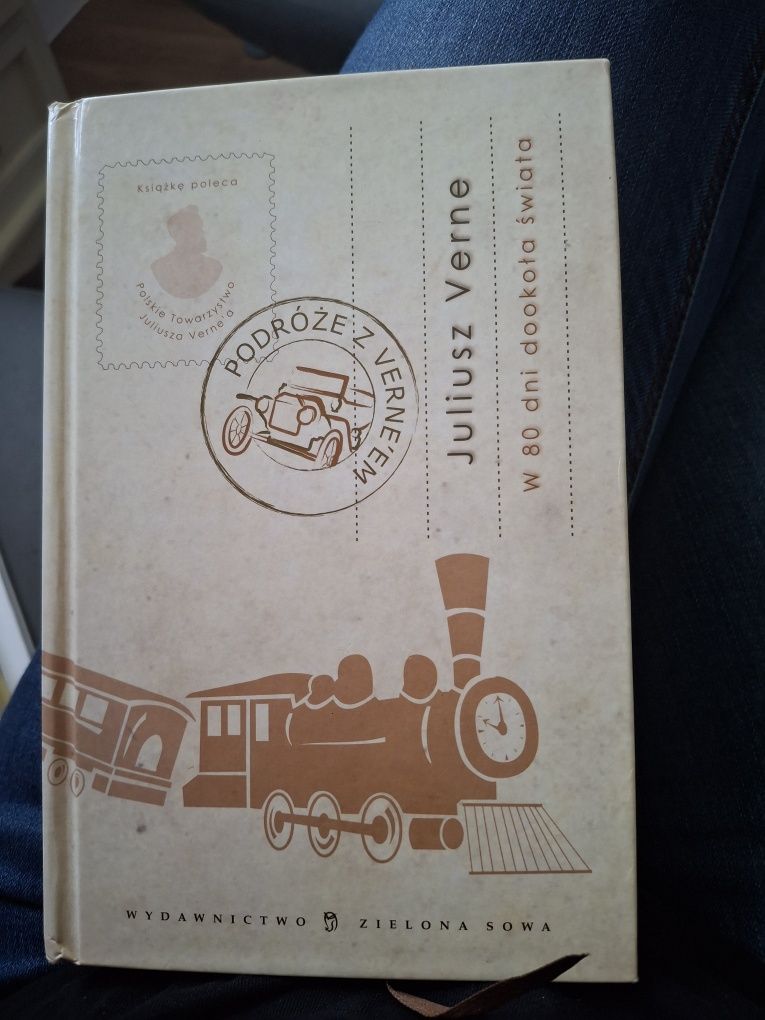 Książkę poleca
Polskie Towarzystwo
Juliusza Verne'a
PODRÓŻE Z VERNE'EM
Juliusz Verne
W 80 dni dookoła świata
WYDAWNICTWO ZIELONA SOWA